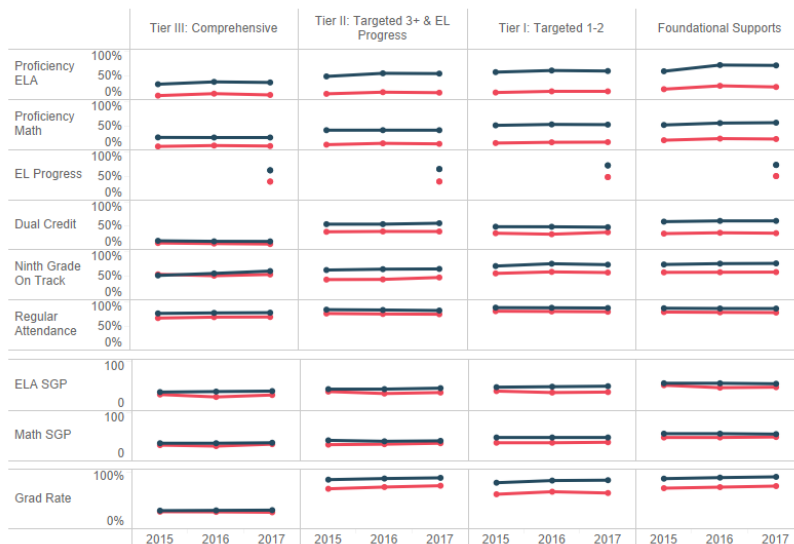 Tier III: Comprehensive
Tier II: Targeted 3+ & EL
Progress
Tier I: Targeted 1-2
Foundational Supports
Proficiency
ELA
100%
50%
0%
Proficiency
Math
100%
50%
0%
EL Progress
100%
50%
0%
Dual Credit
100%
50%
0%
Ninth Grade
On Track
100%
50%
0%
Regular
Attendance
100%
50%
0%
ELA SGP
100
0
Math SGP
100
0
Grad Rate
100%
0%
2015 2016 2017 2015 2016 2017 2015 2016 2017 2015 2016 2017